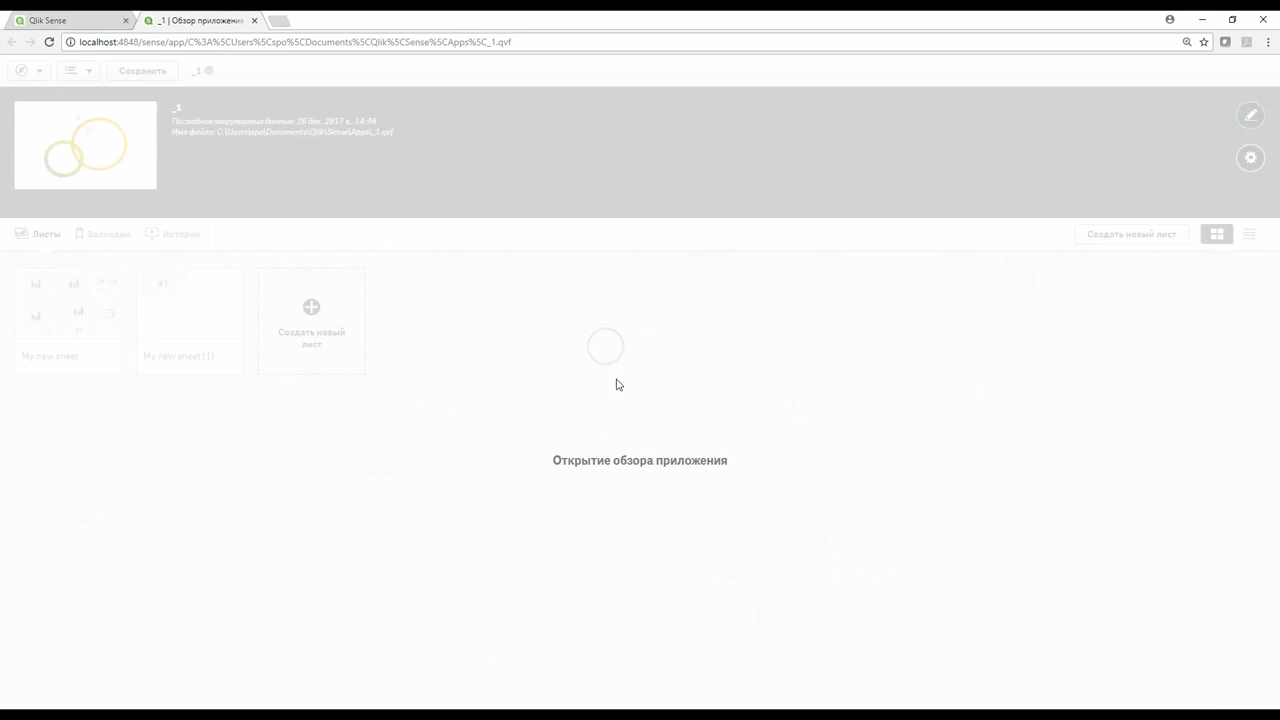 Qlik Sense
_1 | Обзор приложения
localhost:4848/sense/app/C%3A%5CUsers%5Cspo%5CDocuments%5CQlik%5CSense%5CApps%5C_1.qvf
Сохранить
_1
_1
Последние загруженные данные: 26 дек. 2017 г., 14:40
Имя файла: C:\Users\spo\Documents\Qlik\Sense\Apps\_1.qvf
Листы
Закладки
Истории
Создать новый лист
#1
Создать новый
лист
My new sheet
My new sheet (1)
Открытие обзора приложения